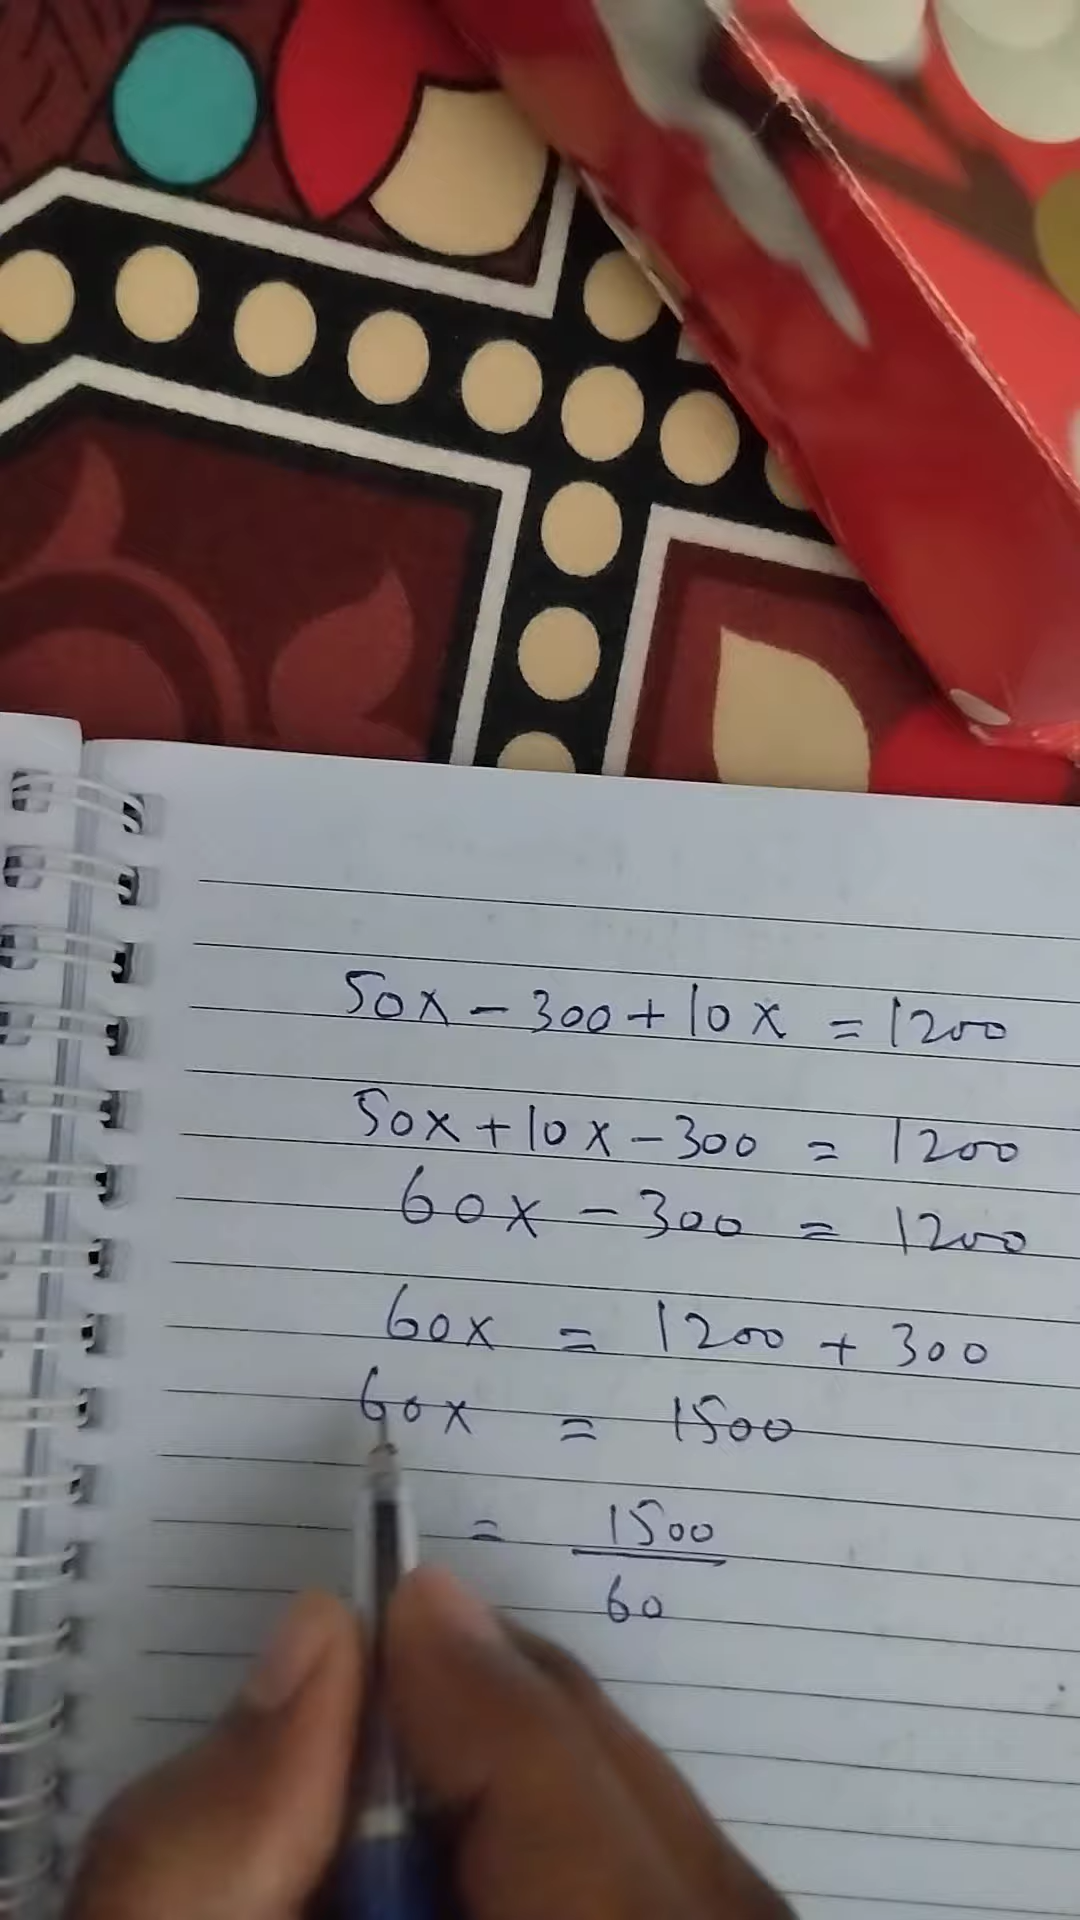 50x - 300 + 10x = 1200
50x + 10x - 300 = 1200
60x - 300 = 1200
60x = 1200 + 300
60x = 1500
= 1500
60